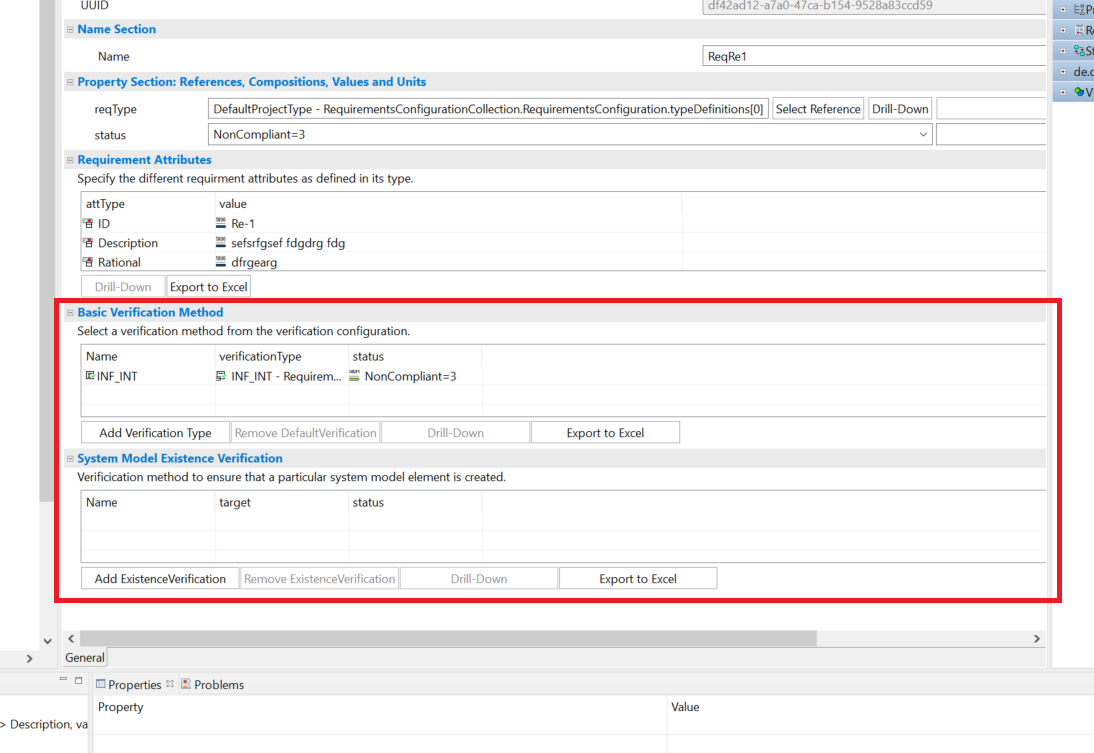 UUID df42ad12-a7a0-47ca-b154-9528a83ccd59
Name Section
Name ReqRe1
Property Section: References, Compositions, Values and Units
reqType DefaultProjectType - RequirementsConfigurationCollection.RequirementsConfiguration.typeDefinitions[0] Select Reference Drill-Down
status NonCompliant=3
Requirement Attributes
Specify the different requirment attributes as defined in its type.
attType value
ID Re-1
Description sefsrfgsef fdgdrg fdg
Rational dfrgearg
Drill-Down Export to Excel
Basic Verification Method
Select a verification method from the verification configuration.
Name verificationType status
INF_INT INF_INT - Requirem... NonCompliant=3
Add Verification Type Remove DefaultVerification Drill-Down Export to Excel
System Model Existence Verification
Verificication method to ensure that a particular system model element is created.
Name target status
Add ExistenceVerification Remove ExistenceVerification Drill-Down Export to Excel
General
Properties Problems
Property Value
> Description, va
Pr
Re
St
de.c
V